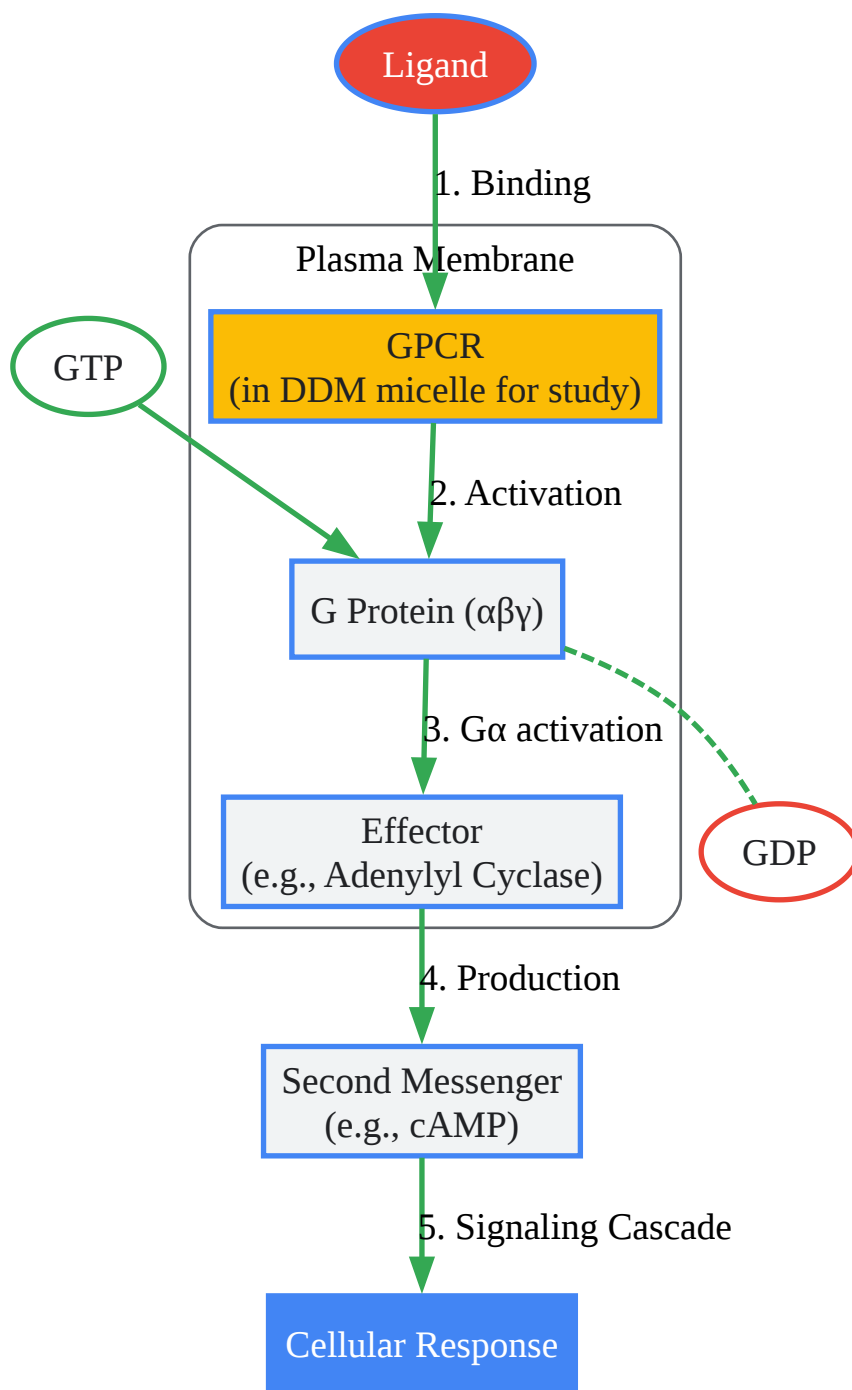 Ligand
1. Binding
Plasma Membrane
GPCR
(in DDM micelle for study)
GTP
2. Activation
G Protein (αβγ)
3. Gα activation
Effector
(e.g., Adenylyl Cyclase)
GDP
4. Production
Second Messenger
(e.g., cAMP)
5. Signaling Cascade
Cellular Response